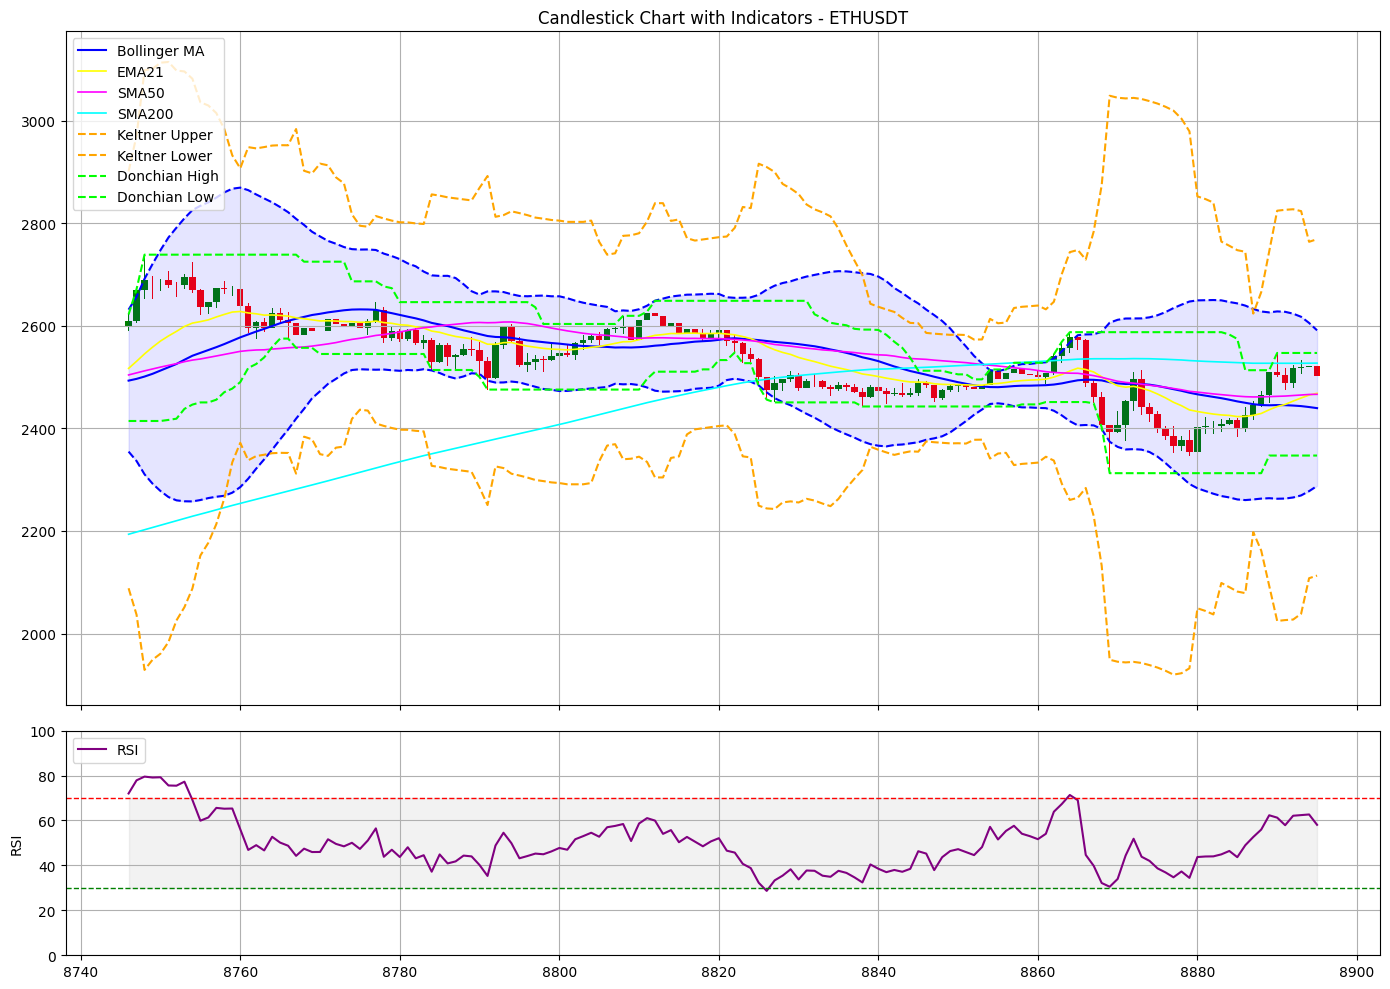 Candlestick Chart with Indicators - ETHUSDT
Bollinger MA
EMA21
SMA50
SMA200
Keltner Upper
Keltner Lower
Donchian High
Donchian Low
3000
2800
2600
2400
2200
2000
RSI
100
80
60
40
20
0
RSI
8740 8760 8780 8800 8820 8840 8860 8880 8900